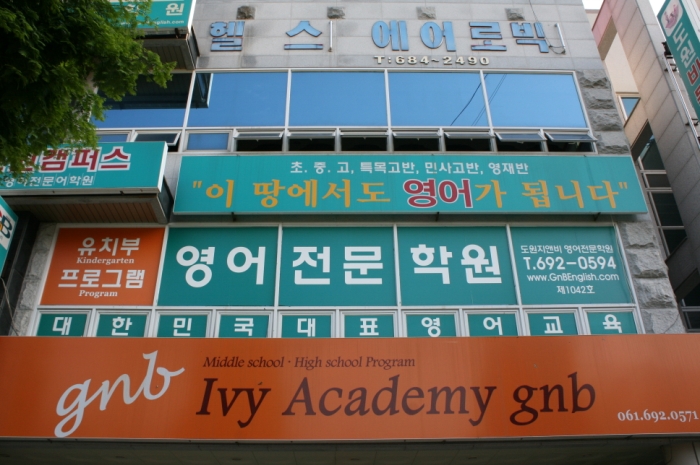 원
헬스에어로빅
T:684-2490
캠퍼스
영어전문어학원
초.중.고, 특목고반, 민사고반, 영재반
"이 땅에서도 영어가 됩니다"
유치부
Kindergarten
프로그램
Program
영어전문학원
도원지앤비 영어전문학원
T.692-0594
www.GnBEnglish.com
제1042호
대한민국대표영어교육
gnb
Middle school · High school Program
Ivy Academy gnb
061.692.0571